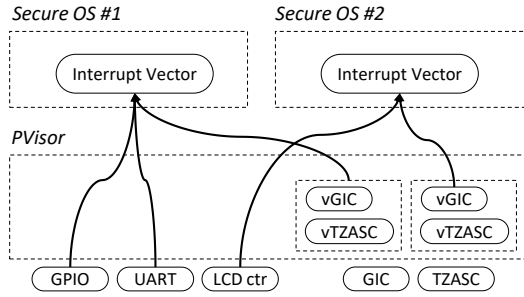 Secure OS #1
Secure OS #2
Interrupt Vector
Interrupt Vector
PVisor
vGIC
vGIC
vTZASC
vTZASC
GPIO
UART
LCD ctr
GIC
TZASC